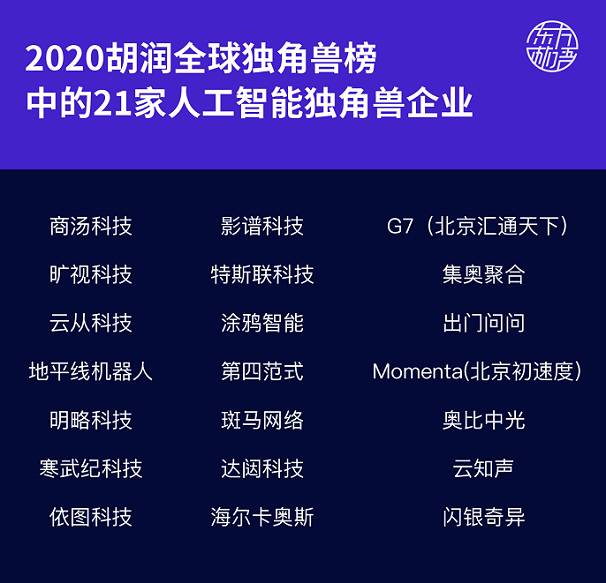 2020胡润全球独角兽榜
中的21家人工智能独角兽企业
东方
林语
商汤科技 影谱科技 G7（北京汇通天下）
旷视科技 特斯联科技 集奥聚合
云从科技 涂鸦智能 出门问问
地平线机器人 第四范式 Momenta(北京初速度)
明略科技 斑马网络 奥比中光
寒武纪科技 达闼科技 云知声
依图科技 海尔卡奥斯 闪银奇异